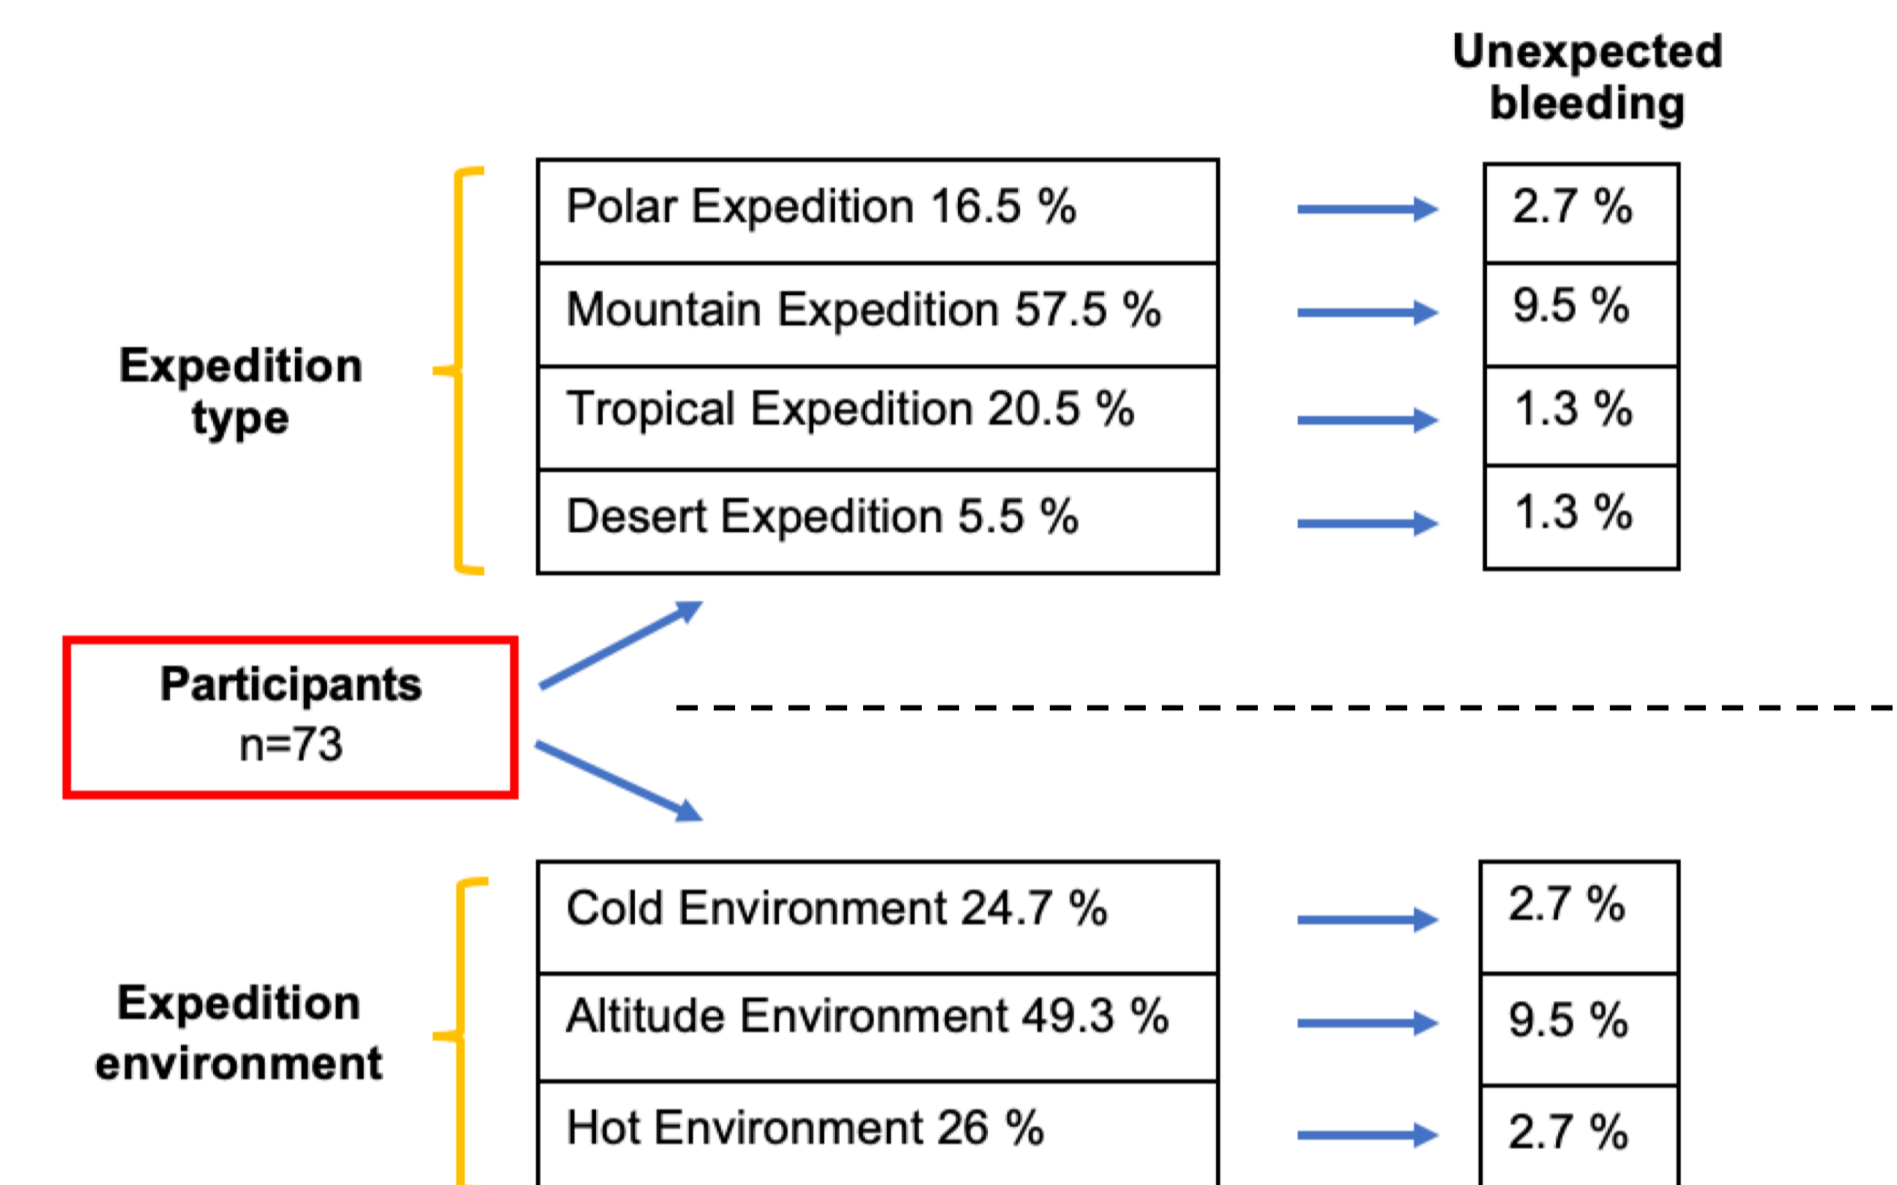 Unexpected
bleeding
Polar Expedition 16.5 %
2.7 %
Mountain Expedition 57.5 %
9.5 %
Expedition
type
Tropical Expedition 20.5 %
1.3 %
Desert Expedition 5.5 %
1.3 %
Participants
n=73
Cold Environment 24.7 %
2.7 %
Expedition
environment
Altitude Environment 49.3 %
9.5 %
Hot Environment 26 %
2.7 %